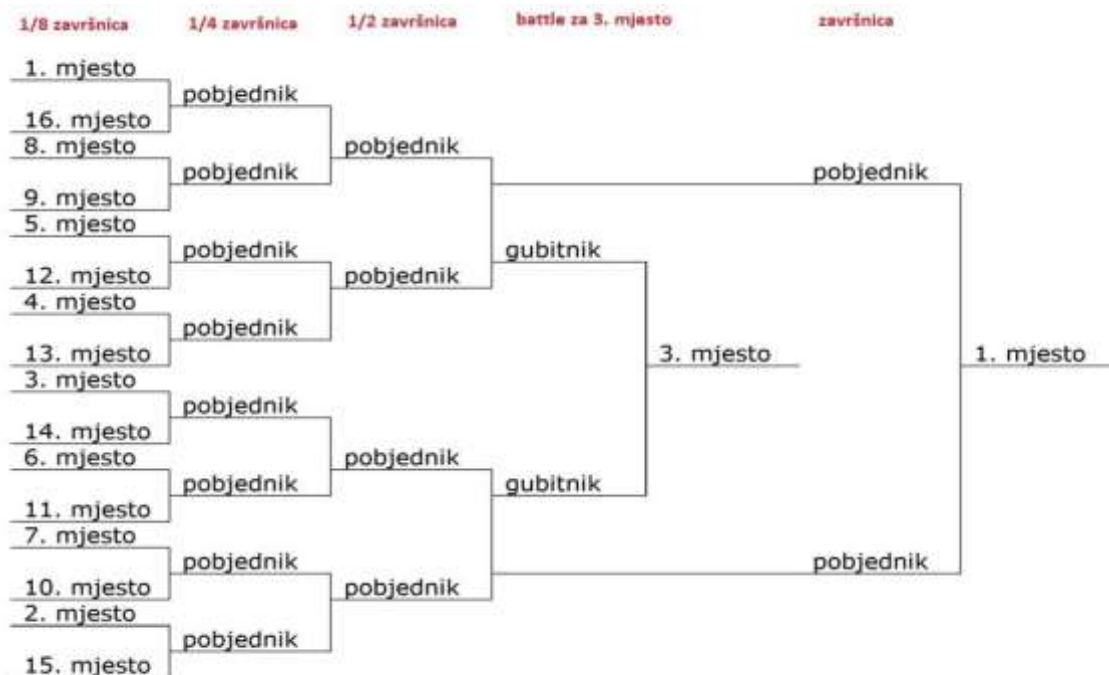 1/8 završnica
1/4 završnica
1/2 završnica
battle za 3. mjesto
završnica
1. mjesto
16. mjesto
8. mjesto
9. mjesto
5. mjesto
12. mjesto
4. mjesto
13. mjesto
3. mjesto
14. mjesto
6. mjesto
11. mjesto
7. mjesto
10. mjesto
2. mjesto
15. mjesto
pobjednik
pobjednik
pobjednik
pobjednik
pobjednik
pobjednik
pobjednik
pobjednik
pobjednik
pobjednik
pobjednik
pobjednik
gubitnik
gubitnik
3. mjesto
pobjednik
pobjednik
1. mjesto